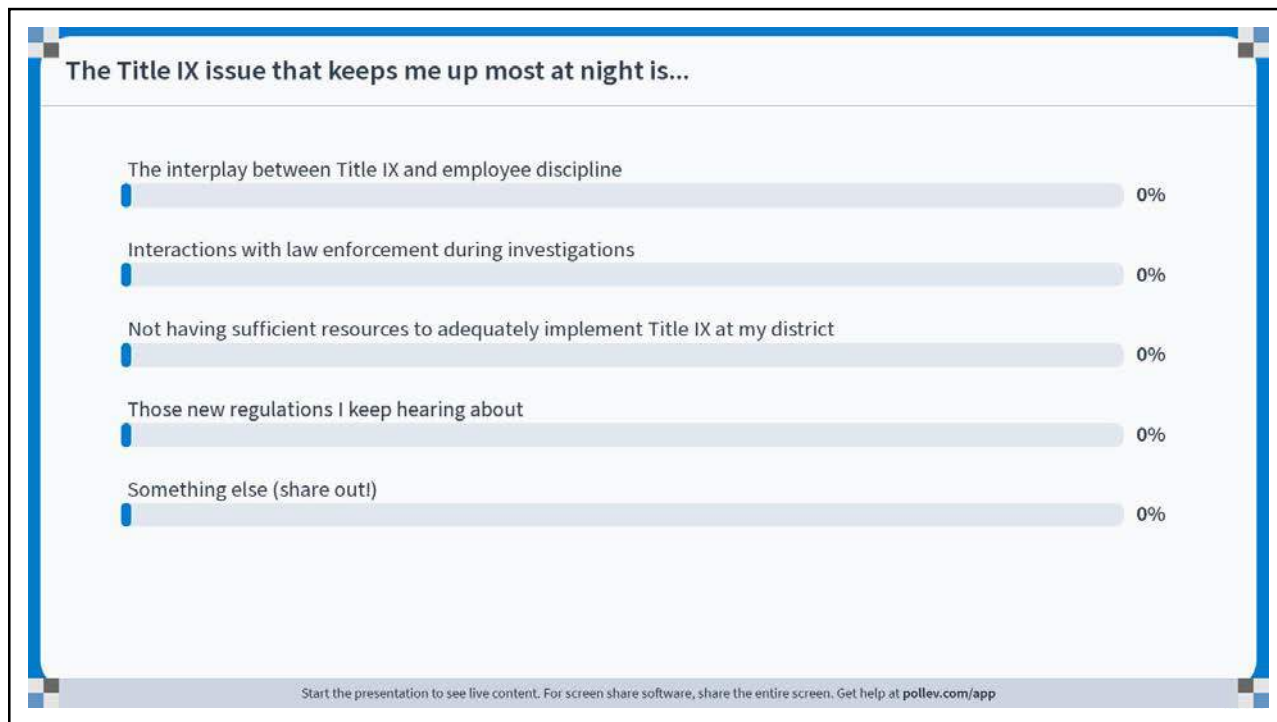 The Title IX issue that keeps me up most at night is...
The interplay between Title IX and employee discipline
0%
Interactions with law enforcement during investigations
0%
Not having sufficient resources to adequately implement Title IX at my district
0%
Those new regulations I keep hearing about
0%
Something else (share out!)
0%
Start the presentation to see live content. For screen share software, share the entire screen. Get help at pollev.com/app